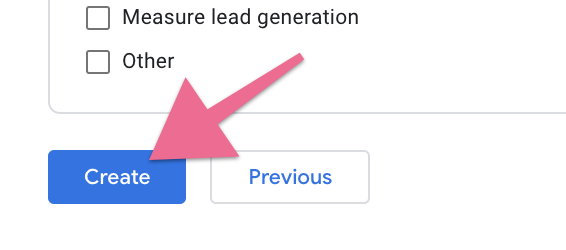 Measure lead generation
Other
Create
Previous